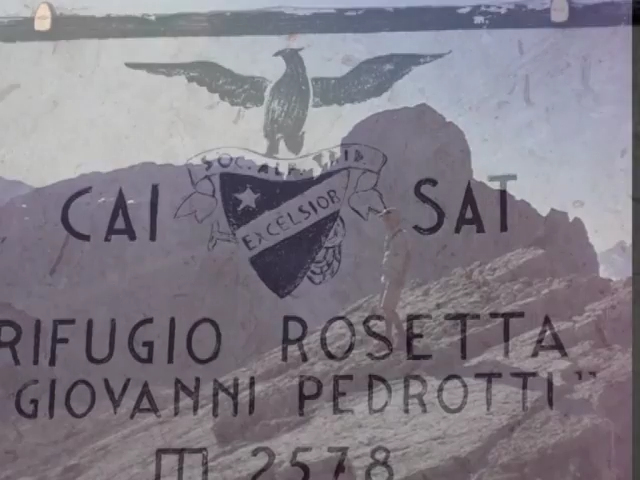 CAI SAT
EXCELSIOR
RIFUGIO ROSETTA
GIOVANNI PEDROTTI"
m 2578